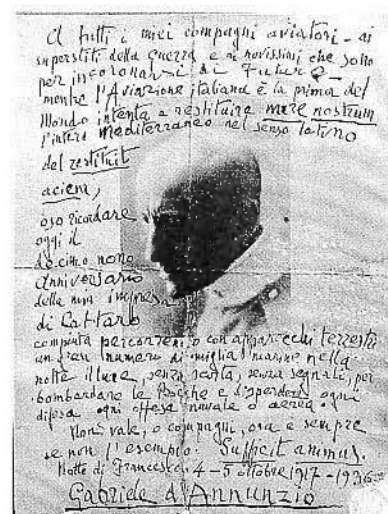 A tutti i miei compagni aviatori - ai
superstiti della guerra e ai novissimi che sono
per incoronarsi di Futuro -
mentre l'Aviazione italiana è la prima del
Mondo intenta a restituire mare nostrum
l'intero mediterraneo nel senso latino
del restituit
aciem,
oso ricordare
oggi il
decimo nono
anniversario
della mia impresa
di Cattaro
compiuta percorrendo con apparecchi terrestri
un gran numero di miglia marine nella
notte illune, senza scorta, senza segnali, per
bombardare le Bocche e disperdere ogni
difesa ogni offesa navale o aerea.
Non vale, o compagni, ora e sempre
se non l'esempio. Sufficit animus.
Notte di Francesco: 4-5 ottobre 1917-1936
Gabriele d'Annunzio